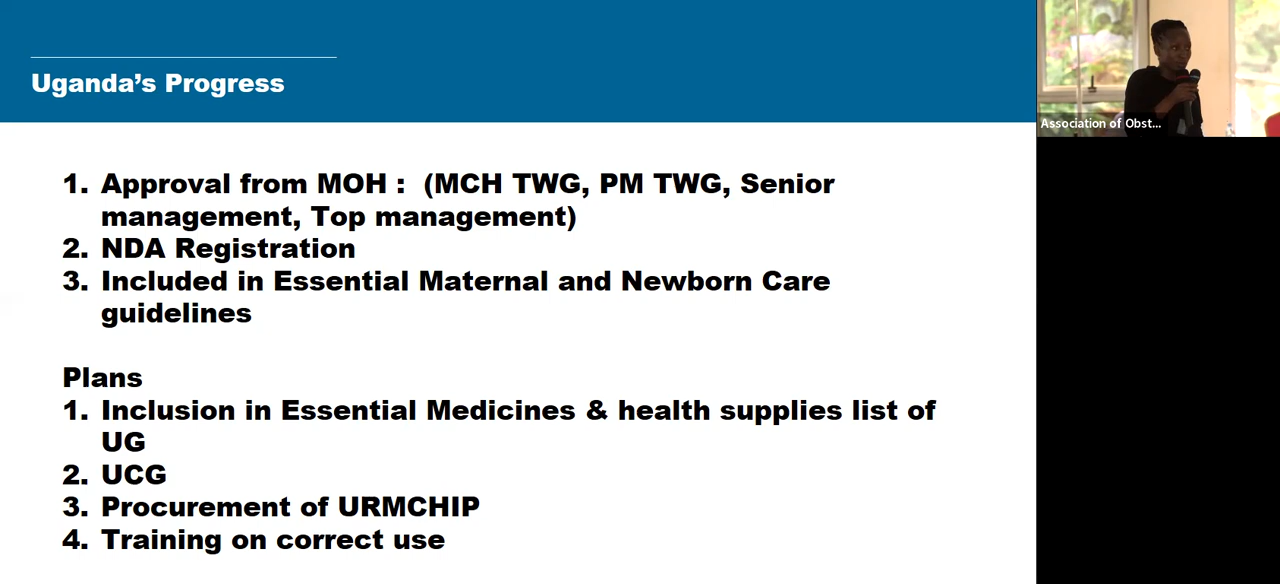 Uganda’s Progress
Association of Obst...
1. Approval from MOH : (MCH TWG, PM TWG, Senior
management, Top management)
2. NDA Registration
3. Included in Essential Maternal and Newborn Care
guidelines
Plans
1. Inclusion in Essential Medicines & health supplies list of
UG
2. UCG
3. Procurement of URMCHIP
4. Training on correct use